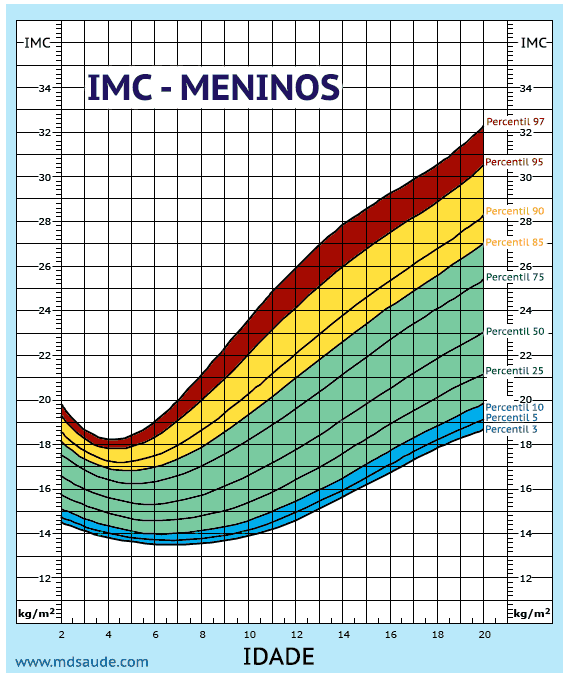 IMC IMC
IMC - MENINOS
34 34
Percentil 97
32 32
Percentil 95
30 30
Percentil 90
28 28
Percentil 85
26 26
Percentil 75
24 24
Percentil 50
22 22
Percentil 25
20 20
Percentil 10
Percentil 5
18 18
Percentil 3
16 16
14 14
12 12
kg/m² kg/m²
2 4 6 8 10 12 14 16 18 20
IDADE
www.mdsaude.com